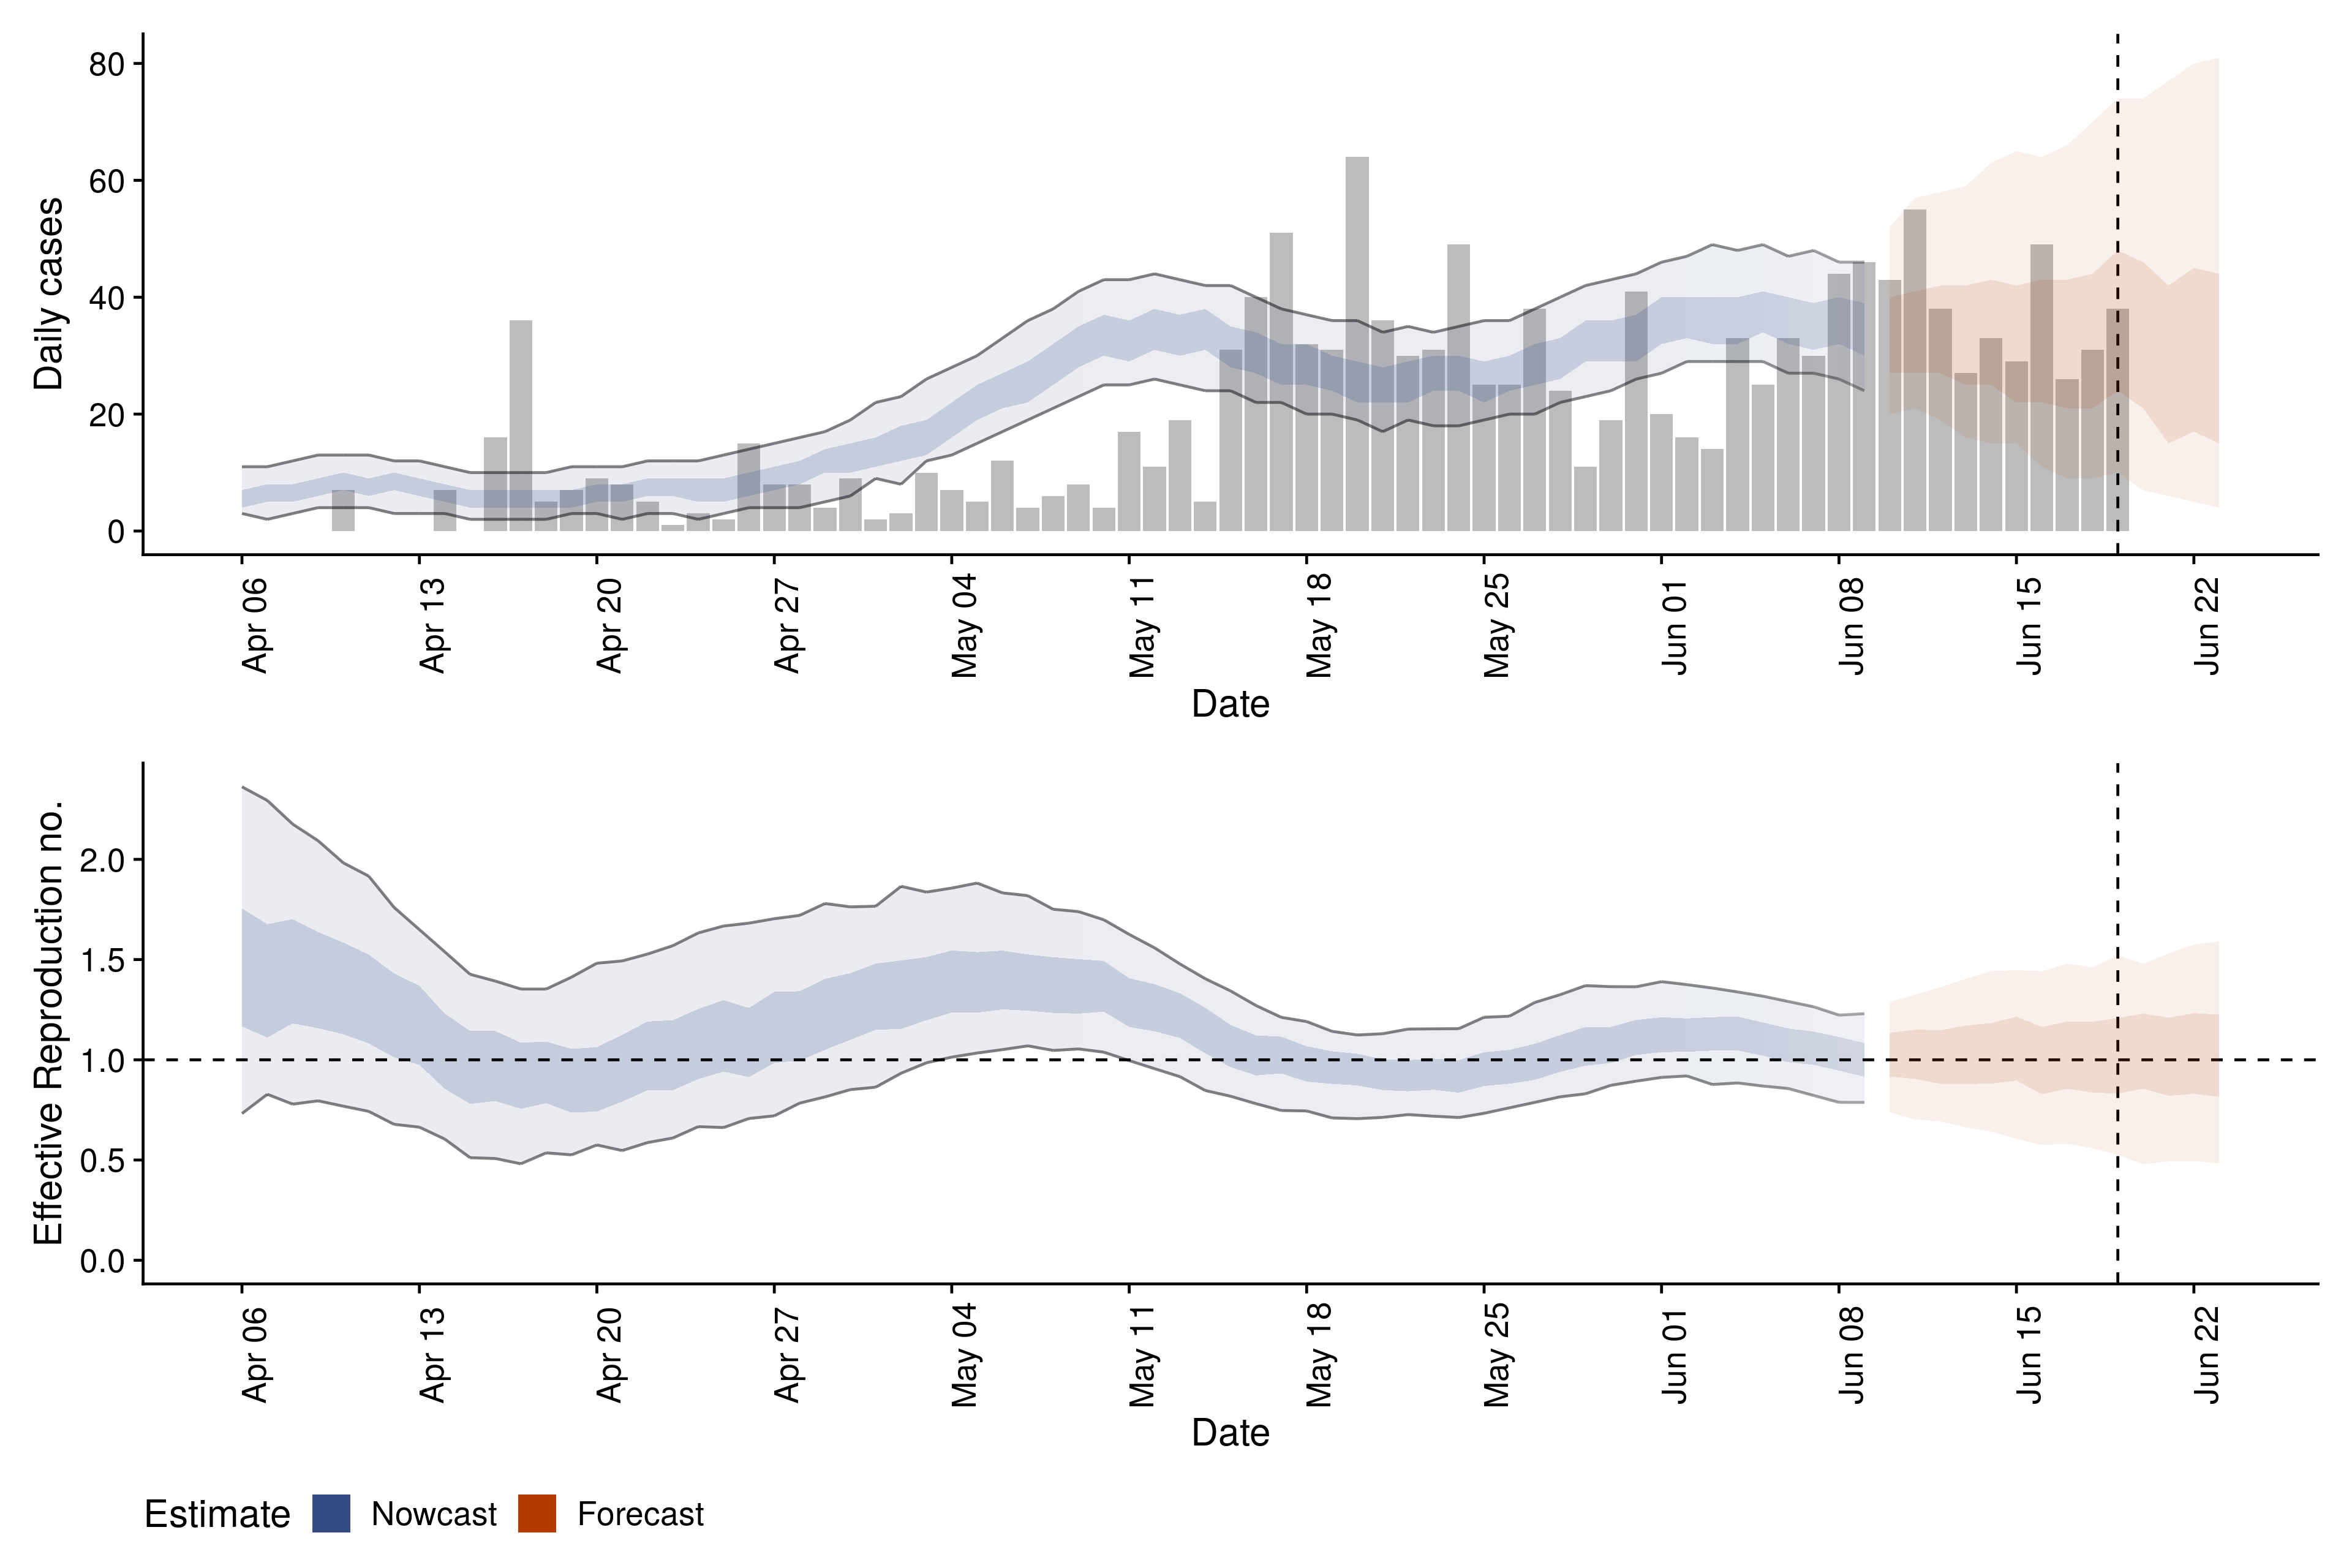 Daily cases
80
60
40
20
0
Apr 06
Apr 13
Apr 20
Apr 27
May 04
May 11
May 18
May 25
Jun 01
Jun 08
Jun 15
Jun 22
Date
Effective Reproduction no.
2.0
1.5
1.0
0.5
0.0
Apr 06
Apr 13
Apr 20
Apr 27
May 04
May 11
May 18
May 25
Jun 01
Jun 08
Jun 15
Jun 22
Date
Estimate Nowcast Forecast